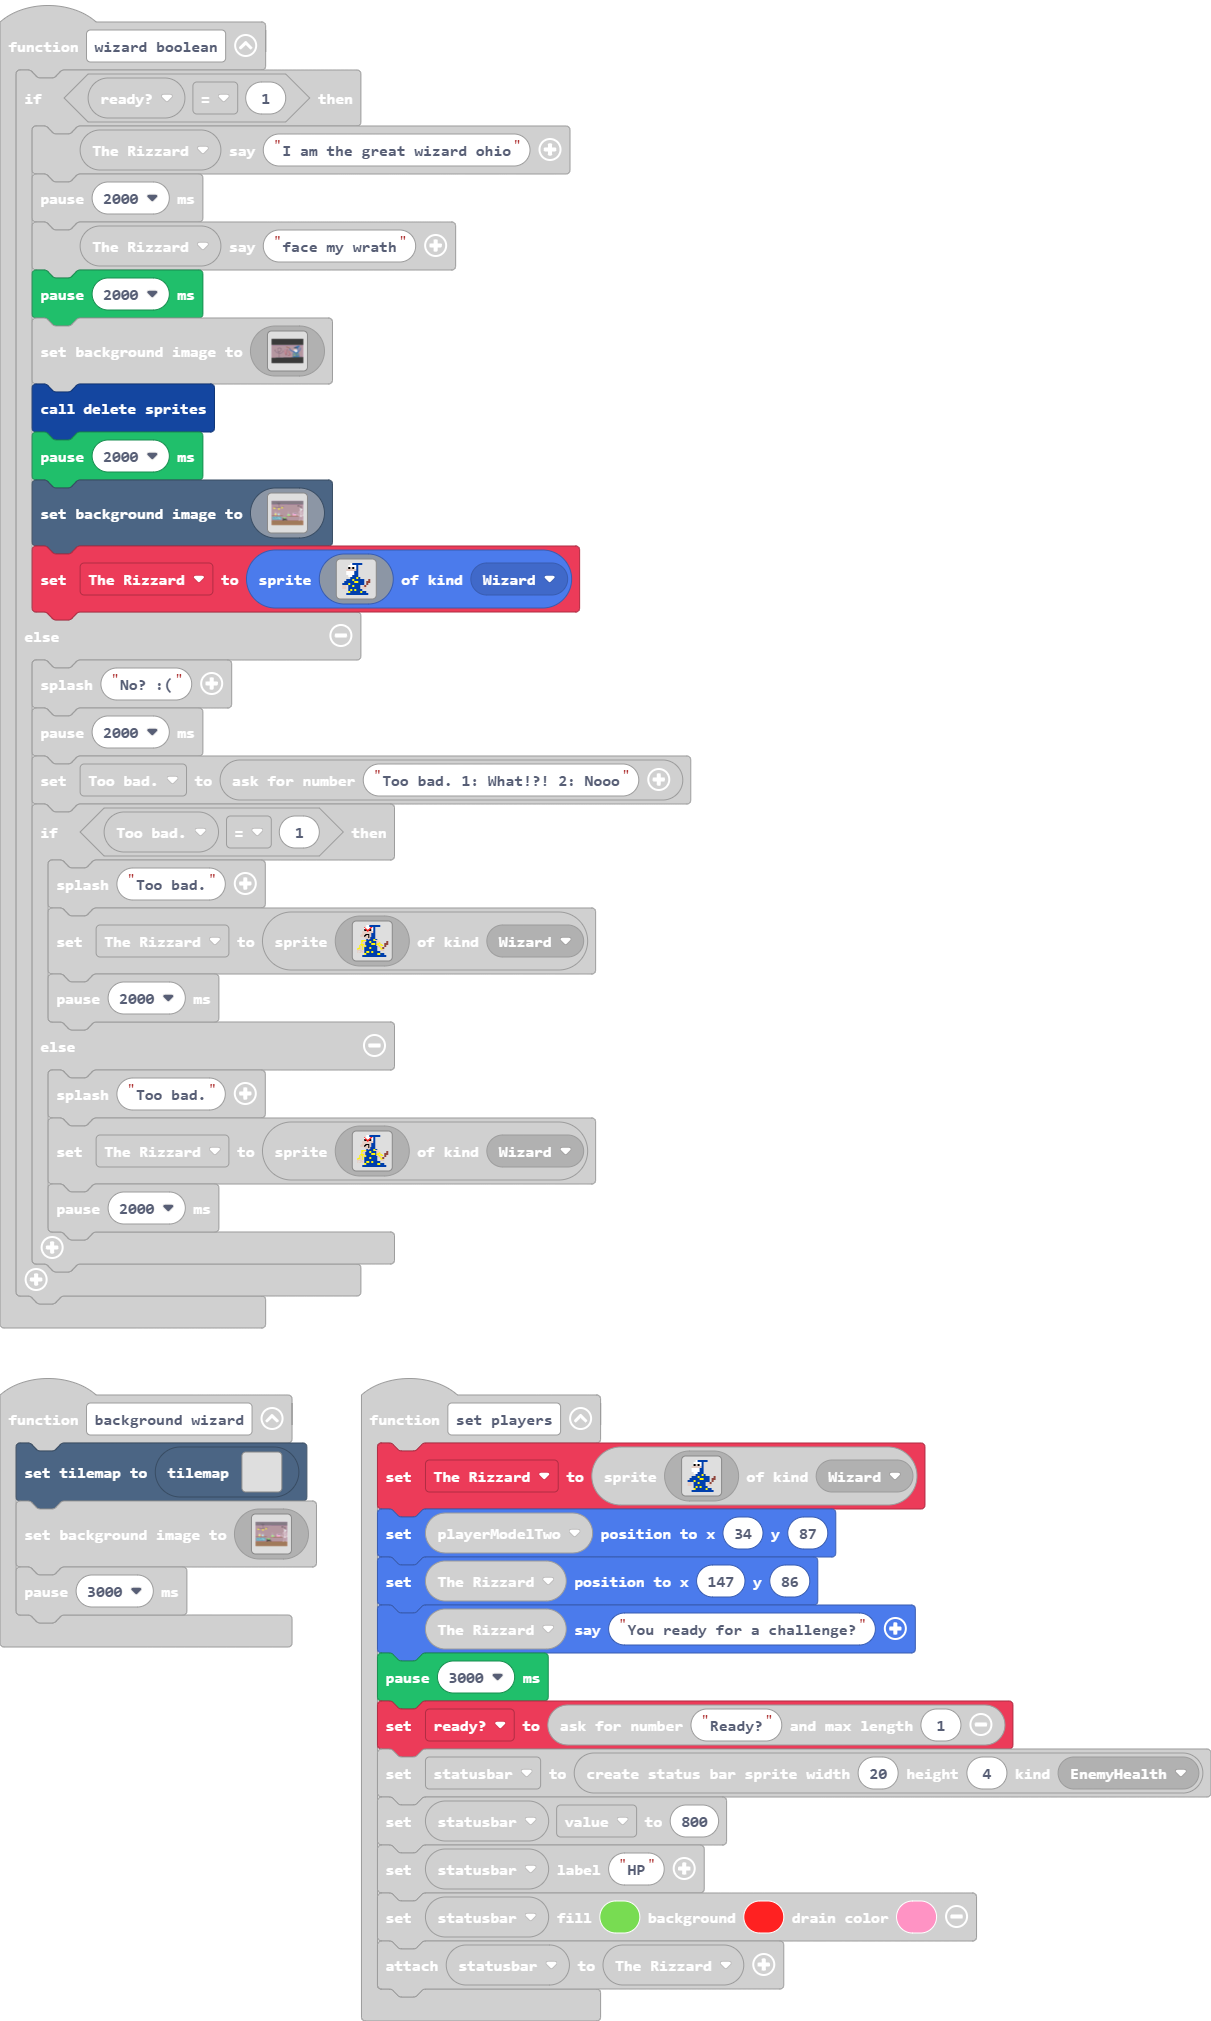 function wizard boolean
if ready? = 1 then
The Rizzard say "I am the great wizard ohio"
pause 2000 ms
The Rizzard say "face my wrath"
pause 2000 ms
set background image to
call delete sprites
pause 2000 ms
set background image to
set The Rizzard to sprite of kind Wizard
else
splash "No? :("
pause 2000 ms
set Too bad. to ask for number "Too bad. 1: What!?! 2: Nooo"
if Too bad. = 1 then
splash "Too bad."
set The Rizzard to sprite of kind Wizard
pause 2000 ms
else
splash "Too bad."
set The Rizzard to sprite of kind Wizard
pause 2000 ms
function background wizard
set tilemap to tilemap
set background image to
pause 3000 ms
function set players
set The Rizzard to sprite of kind Wizard
set playerModelTwo position to x 34 y 87
set The Rizzard position to x 147 y 86
The Rizzard say "You ready for a challenge?"
pause 3000 ms
set ready? to ask for number "Ready?" and max length 1
set statusbar to create status bar sprite width 20 height 4 kind EnemyHealth
set statusbar value to 800
set statusbar label "HP"
set statusbar fill background drain color
attach statusbar to The Rizzard